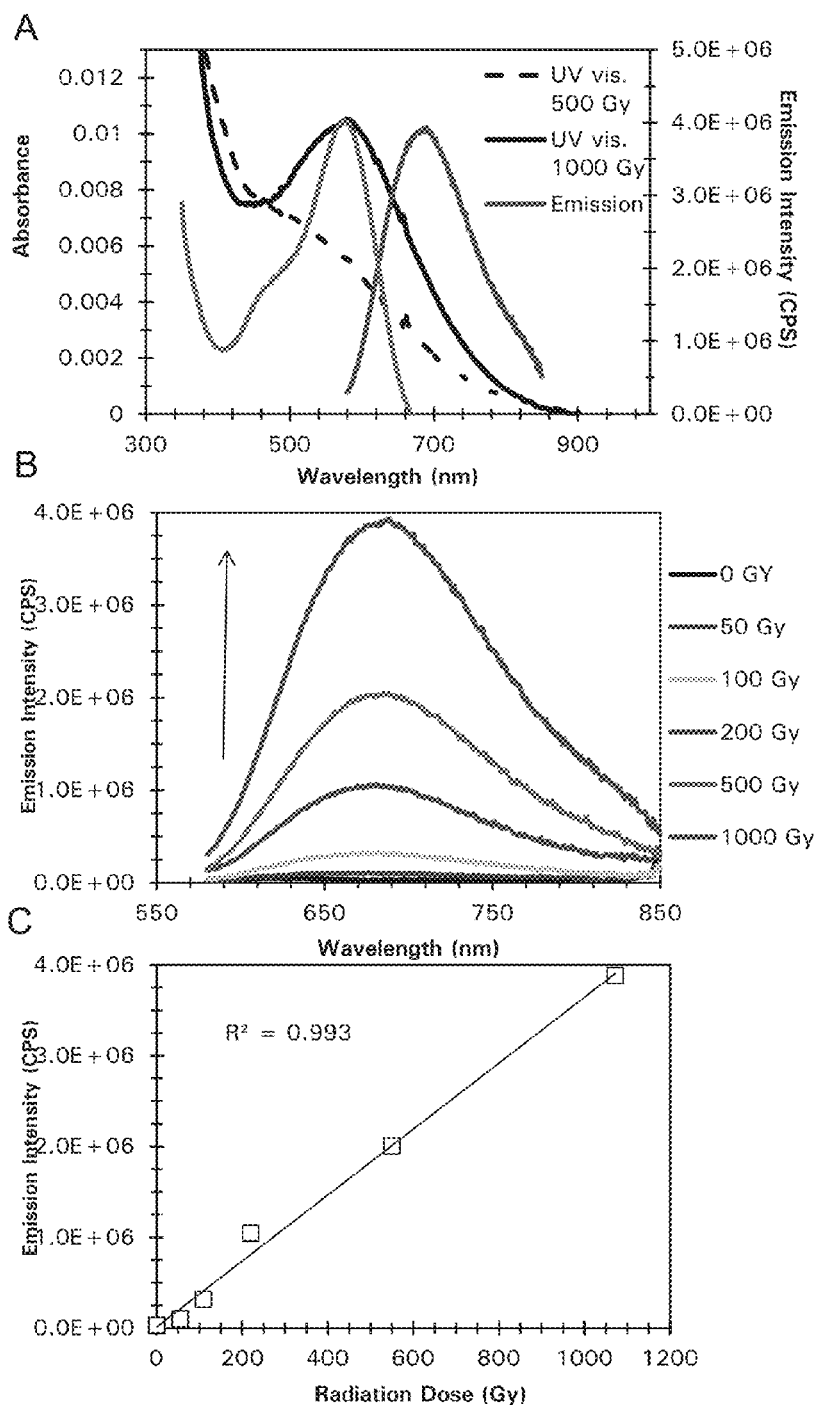 A
0.012
0.01
0.008
0.006
0.004
0.002
0
Absorbance
5.0E+06
4.0E+06
3.0E+06
2.0E+06
1.0E+06
0.0E+00
Emission Intensity (CPS)
UV vis.
500 Gy
UV vis.
1000 Gy
Emission
300 500 700 900
Wavelength (nm)
B
4.0E+06
3.0E+06
2.0E+06
1.0E+06
0.0E+00
Emission Intensity (CPS)
0 GY
50 Gy
100 Gy
200 Gy
500 Gy
1000 Gy
550 650 750 850
Wavelength (nm)
C
4.0E+06
3.0E+06
2.0E+06
1.0E+06
0.0E+00
Emission Intensity (CPS)
R² = 0.993
0 200 400 600 800 1000 1200
Radiation Dose (Gy)